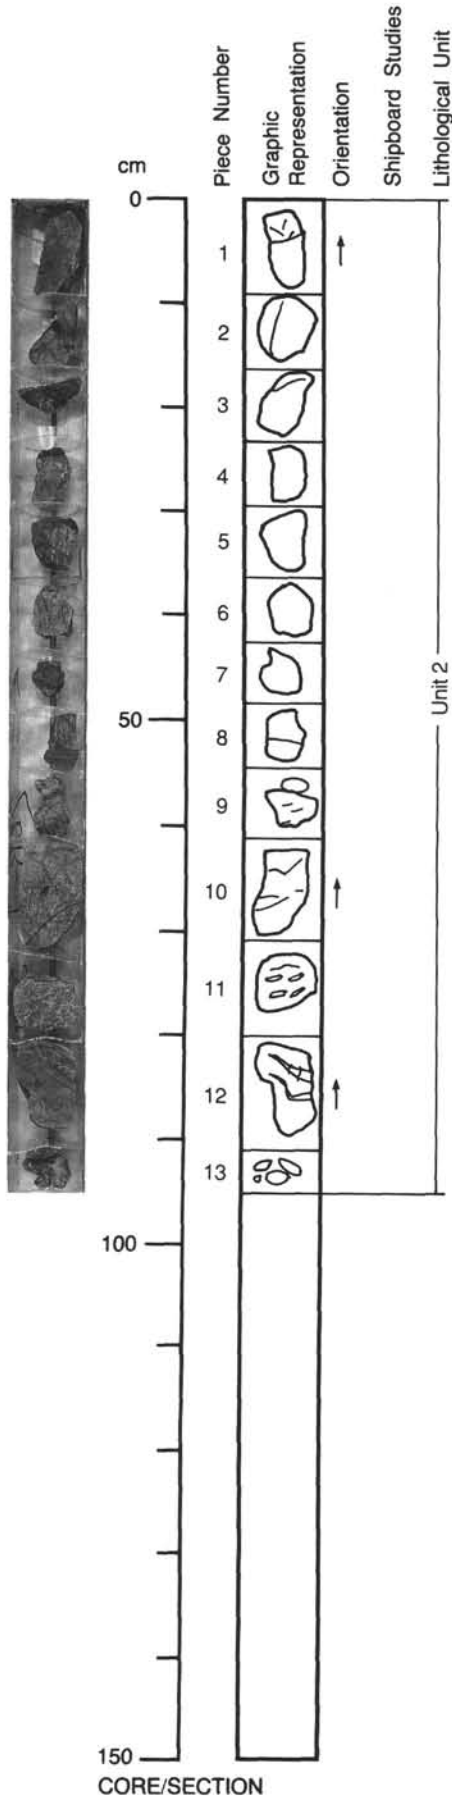 cm
Piece Number
Graphic
Representation
Orientation
Shipboard Studies
Lithological Unit
0
1
2
3
4
5
6
7
50
8
9
10
11
12
13
Unit 2
100
150
CORE/SECTION